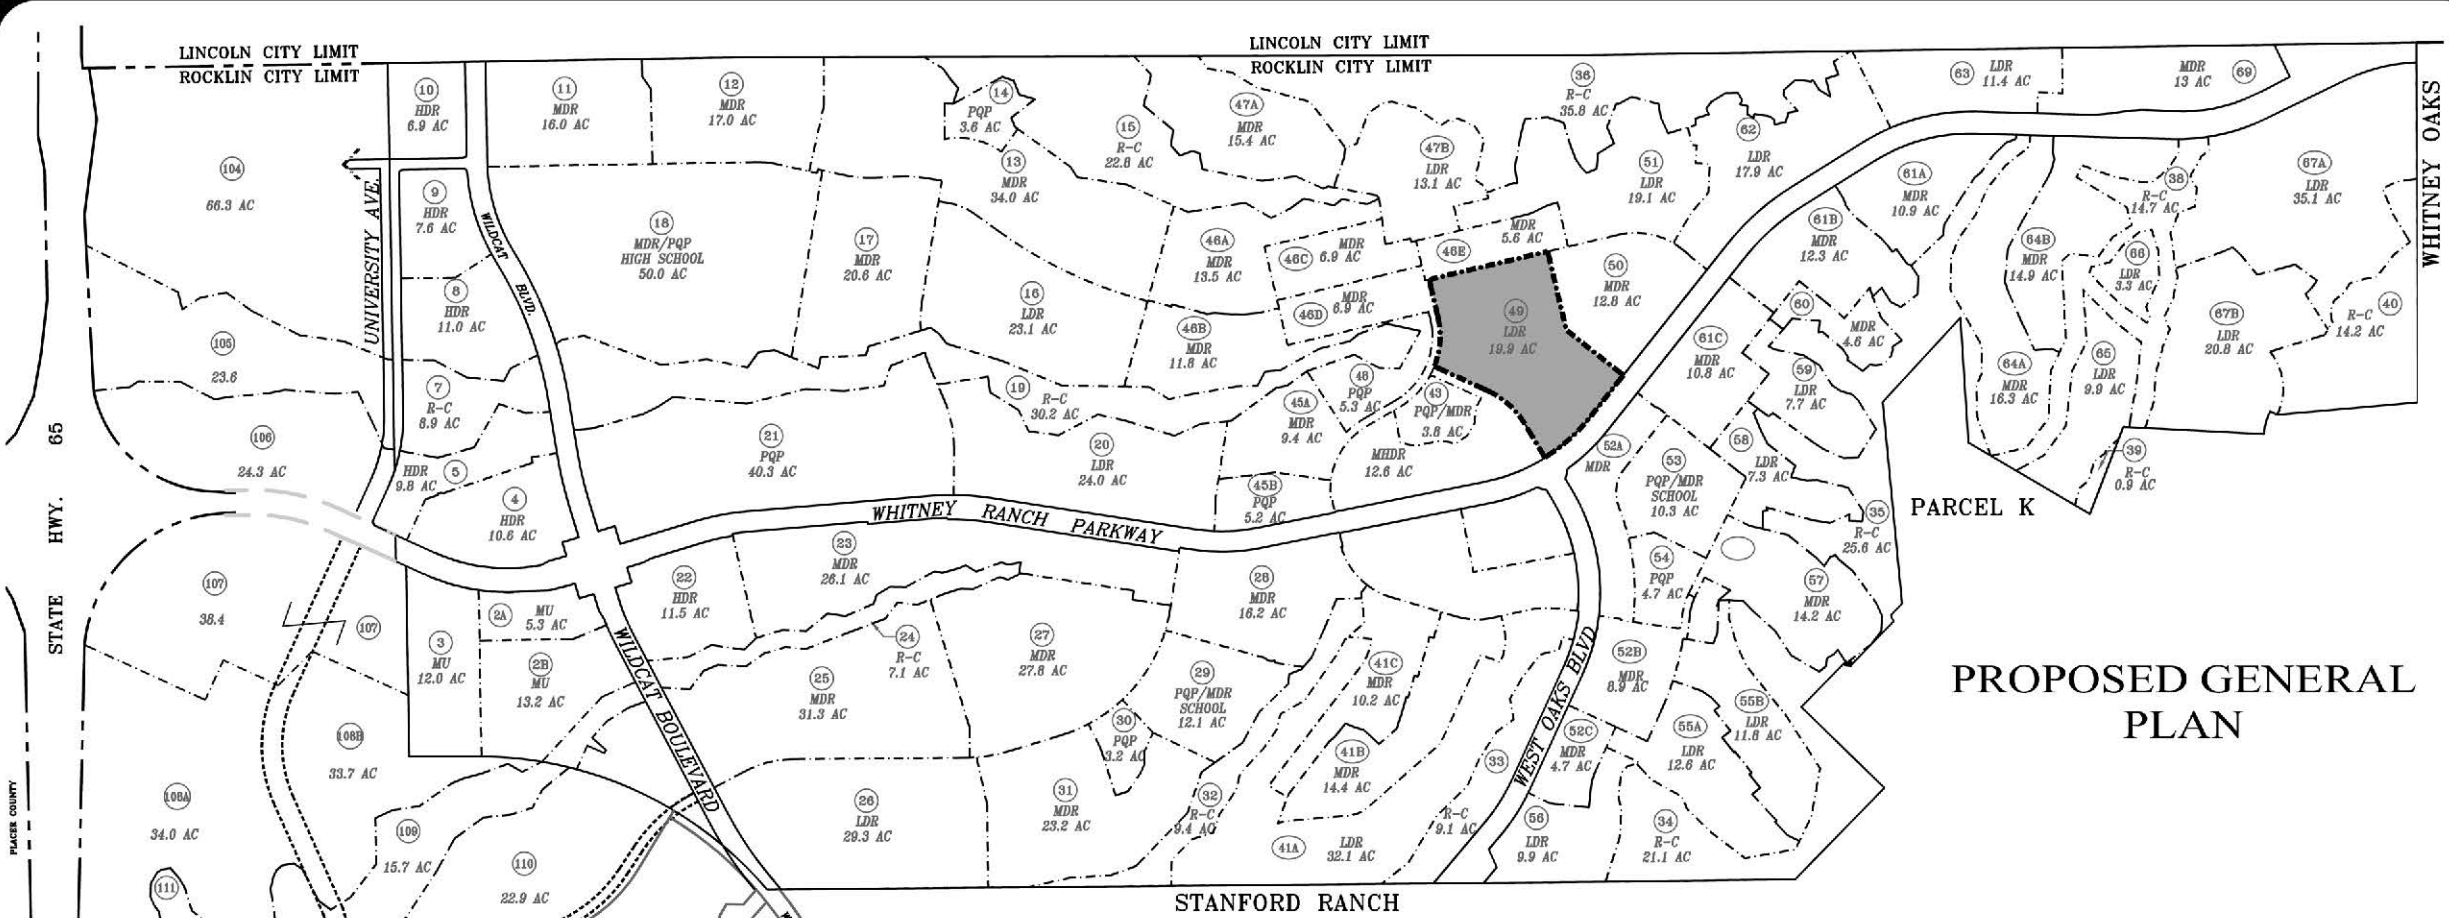 LINCOLN CITY LIMIT
ROCKLIN CITY LIMIT
LINCOLN CITY LIMIT
ROCKLIN CITY LIMIT
10
HDR
6.9 AC
11
MDR
16.0 AC
12
MDR
17.0 AC
14
PQP
3.6 AC
13
MDR
34.0 AC
15
R-C
22.8 AC
47A
MDR
15.4 AC
47B
LDR
13.1 AC
36
R-C
35.8 AC
51
LDR
19.1 AC
62
LDR
17.9 AC
63
LDR
11.4 AC
MDR
13 AC
69
WHITNEY OAKS
104
66.3 AC
UNIVERSITY AVE.
9
HDR
7.6 AC
WILDCAT
BLVD.
8
HDR
11.0 AC
18
MDR/PQP
HIGH SCHOOL
50.0 AC
17
MDR
20.6 AC
16
LDR
23.1 AC
46A
MDR
13.5 AC
46C
MDR
6.9 AC
46D
MDR
6.9 AC
46E
MDR
5.6 AC
46B
MDR
11.8 AC
49
LDR
19.9 AC
50
MDR
12.8 AC
61A
MDR
10.9 AC
61B
MDR
12.3 AC
61C
MDR
10.8 AC
60
MDR
4.6 AC
59
LDR
7.7 AC
64B
MDR
14.9 AC
64A
MDR
16.3 AC
38
R-C
14.7 AC
66
LDR
3.3 AC
65
LDR
9.9 AC
67A
LDR
35.1 AC
67B
LDR
20.8 AC
40
R-C
14.2 AC
39
R-C
0.9 AC
105
23.6
106
24.3 AC
7
R-C
8.9 AC
5
HDR
9.8 AC
4
HDR
10.6 AC
21
PQP
40.3 AC
19
R-C
30.2 AC
20
LDR
24.0 AC
45A
MDR
9.4 AC
48
PQP
5.3 AC
43
PQP/MDR
3.8 AC
MHDR
12.6 AC
45B
PQP
5.2 AC
52A
MDR
53
PQP/MDR
SCHOOL
10.3 AC
58
LDR
7.3 AC
35
R-C
25.6 AC
PARCEL K
STATE HWY. 65
WHITNEY RANCH PARKWAY
107
38.4
107
3
MU
12.0 AC
2A
MU
5.3 AC
2B
MU
13.2 AC
22
HDR
11.5 AC
23
MDR
26.1 AC
24
R-C
7.1 AC
25
MDR
31.3 AC
27
MDR
27.8 AC
28
MDR
16.2 AC
29
PQP/MDR
SCHOOL
12.1 AC
30
PQP
3.2 AC
41C
MDR
10.2 AC
41B
MDR
14.4 AC
54
PQP
4.7 AC
57
MDR
14.2 AC
52B
MDR
8.9 AC
52C
MDR
4.7 AC
55A
LDR
12.6 AC
55B
LDR
11.8 AC
WILDCAT BOULEVARD
WEST OAKS BLVD
PROPOSED GENERAL
PLAN
PLACER COUNTY
108A
34.0 AC
108B
33.7 AC
109
15.7 AC
110
22.9 AC
111
26
LDR
29.3 AC
31
MDR
23.2 AC
32
R-C
9.4 AC
33
R-C
9.1 AC
41A
LDR
32.1 AC
56
LDR
9.9 AC
34
R-C
21.1 AC
STANFORD RANCH